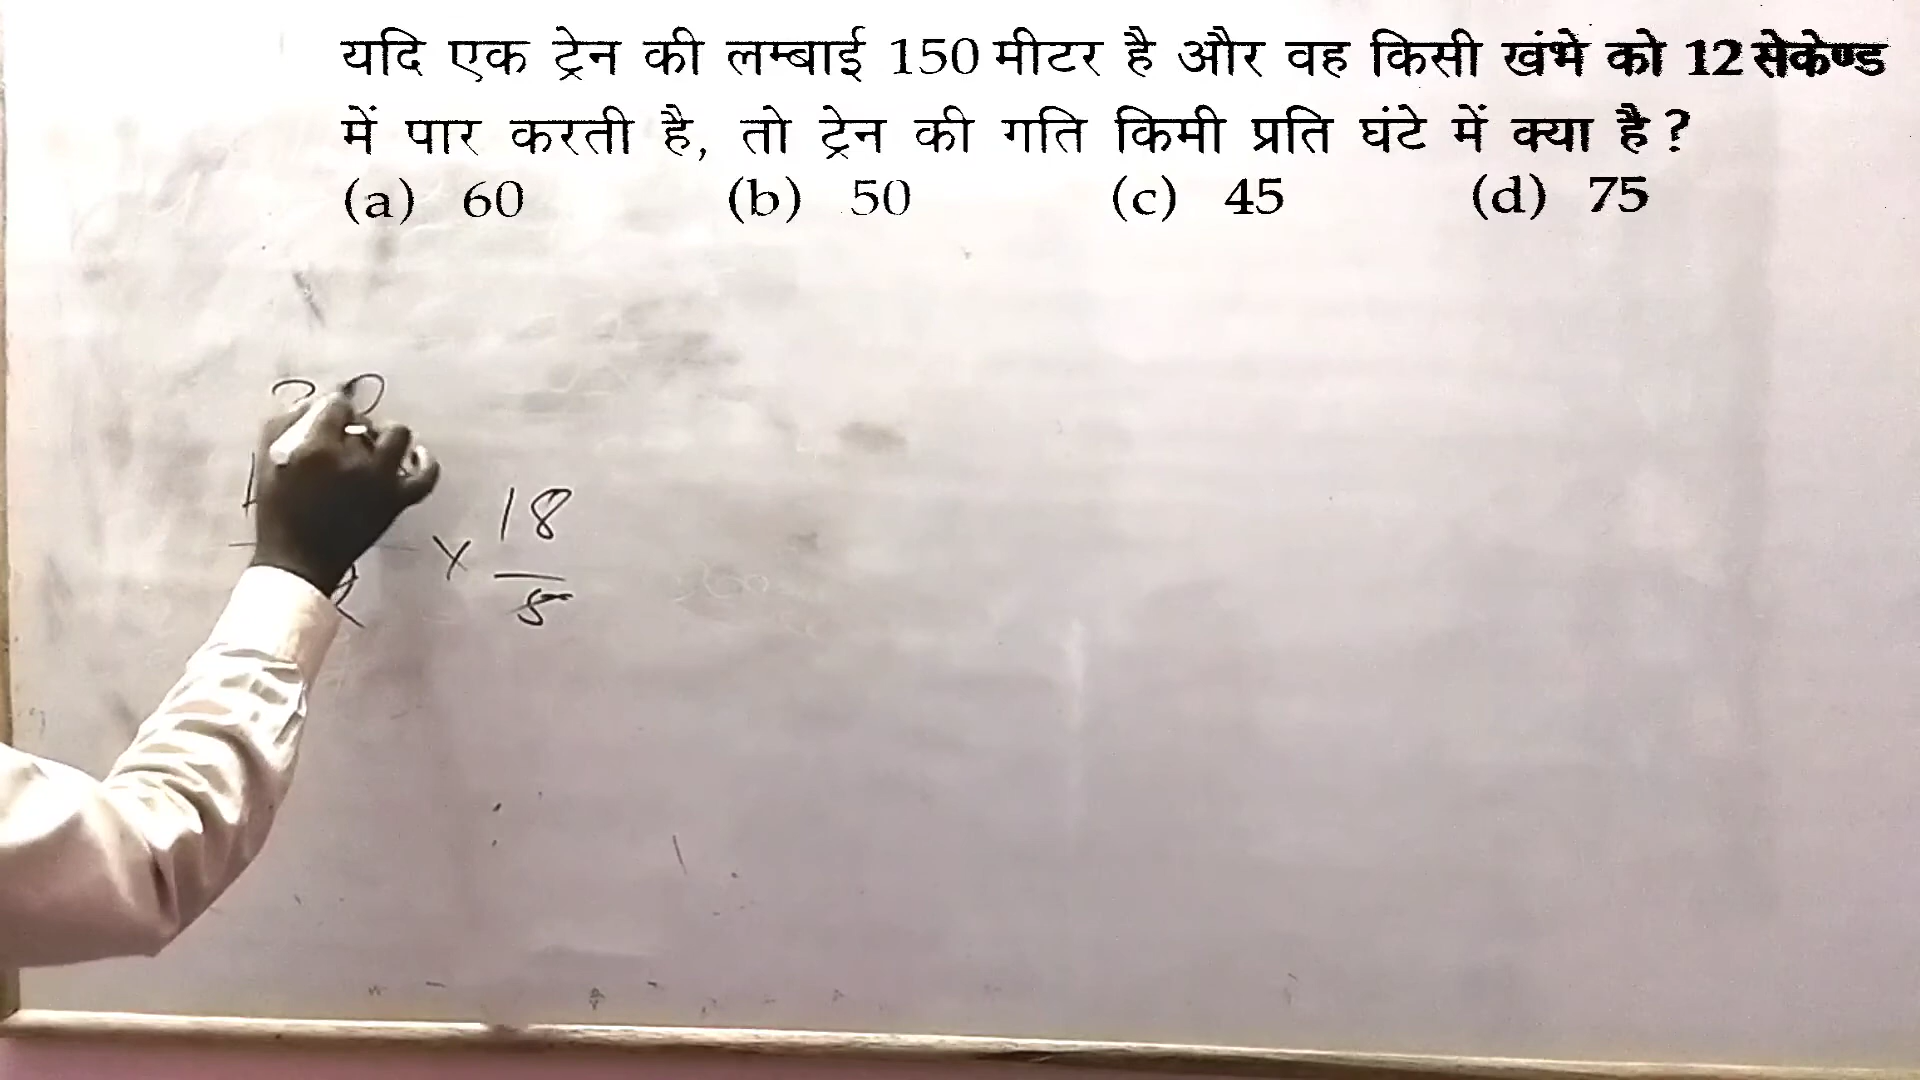 यदि एक ट्रेन की लम्बाई 150 मीटर है और वह किसी खंभे को 12 सेकेण्ड
में पार करती है, तो ट्रेन की गति किमी प्रति घंटे में क्या है ?
(a) 60 (b) 50 (c) 45 (d) 75
× 18
5